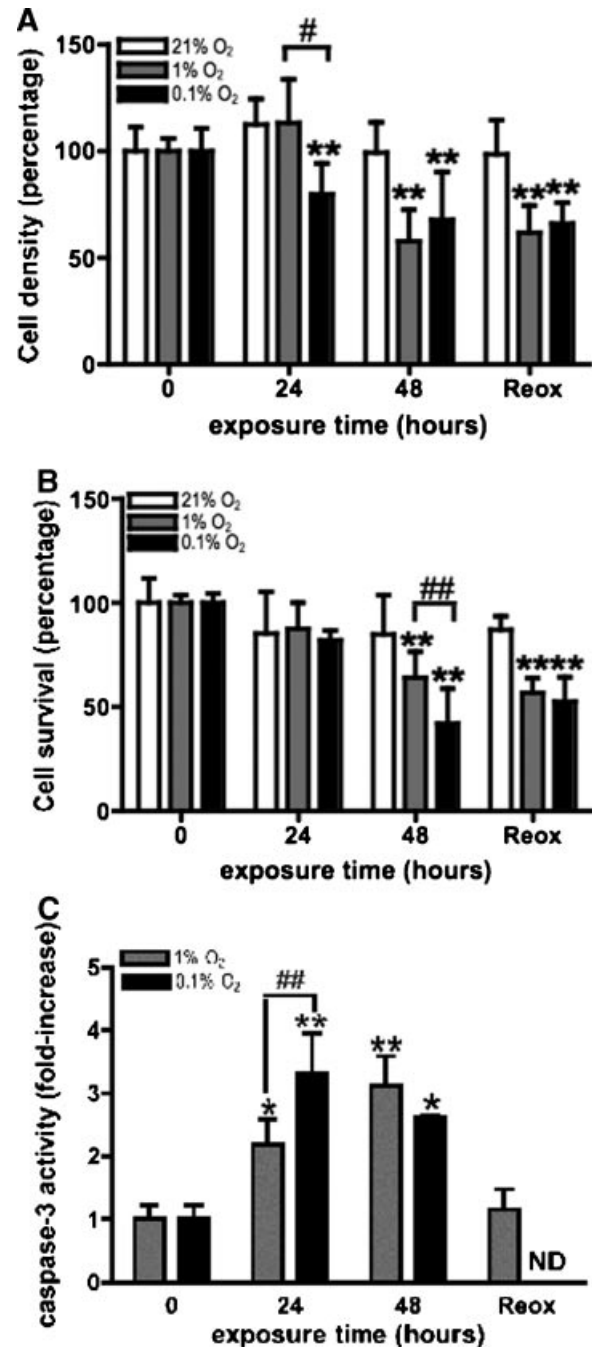 A
Cell density (percentage)
150
100
50
0
21% O₂
1% O₂
0.1% O₂
#
**
**
**
**
**
0
24
48
Reox
exposure time (hours)
B
Cell survival (percentage)
150
100
50
0
21% O₂
1% O₂
0.1% O₂
##
**
**
****
0
24
48
Reox
exposure time (hours)
C
caspase-3 activity (fold-increase)
5
4
3
2
1
0
1% O₂
0.1% O₂
##
*
**
**
*
ND
0
24
48
Reox
exposure time (hours)